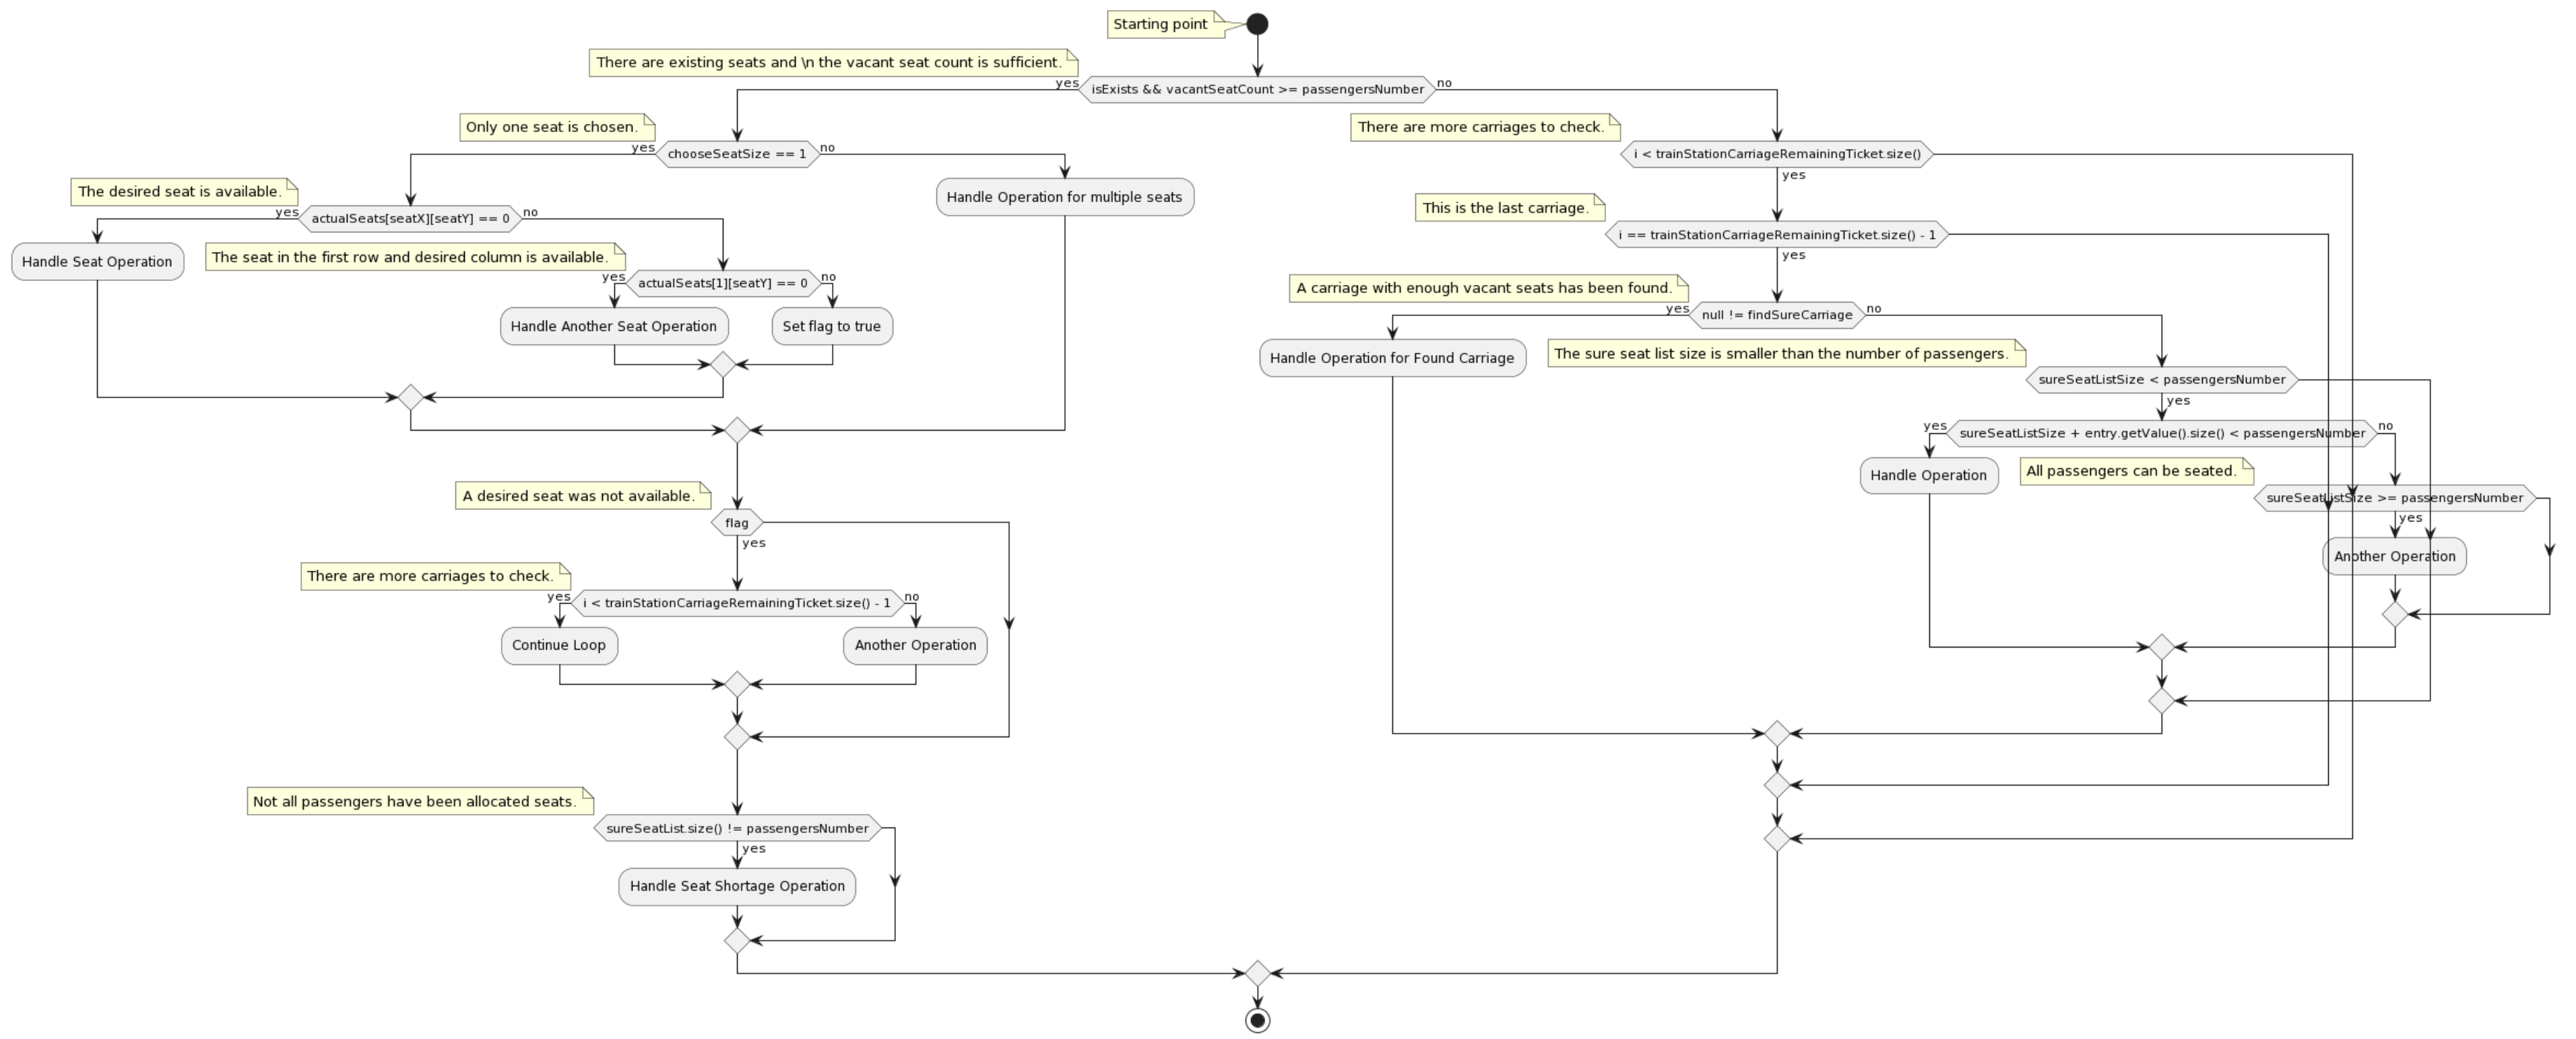 Starting point
There are existing seats and \n the vacant seat count is sufficient.
yes
isExists && vacantSeatCount >= passengersNumber
no
Only one seat is chosen.
yes
chooseSeatSize == 1
no
The desired seat is available.
yes
actualSeats[seatX][seatY] == 0
no
Handle Seat Operation
The seat in the first row and desired column is available.
yes
actualSeats[1][seatY] == 0
no
Handle Another Seat Operation
Set flag to true
Handle Operation for multiple seats
A desired seat was not available.
flag
yes
There are more carriages to check.
yes
i < trainStationCarriageRemainingTicket.size() - 1
no
Continue Loop
Another Operation
Not all passengers have been allocated seats.
sureSeatList.size() != passengersNumber
yes
Handle Seat Shortage Operation
There are more carriages to check.
i < trainStationCarriageRemainingTicket.size()
yes
This is the last carriage.
i == trainStationCarriageRemainingTicket.size() - 1
yes
A carriage with enough vacant seats has been found.
yes
null != findSureCarriage
no
Handle Operation for Found Carriage
The sure seat list size is smaller than the number of passengers.
sureSeatListSize < passengersNumber
yes
yes
sureSeatListSize + entry.getValue().size() < passengersNumber
no
Handle Operation
All passengers can be seated.
sureSeatListSize >= passengersNumber
yes
Another Operation